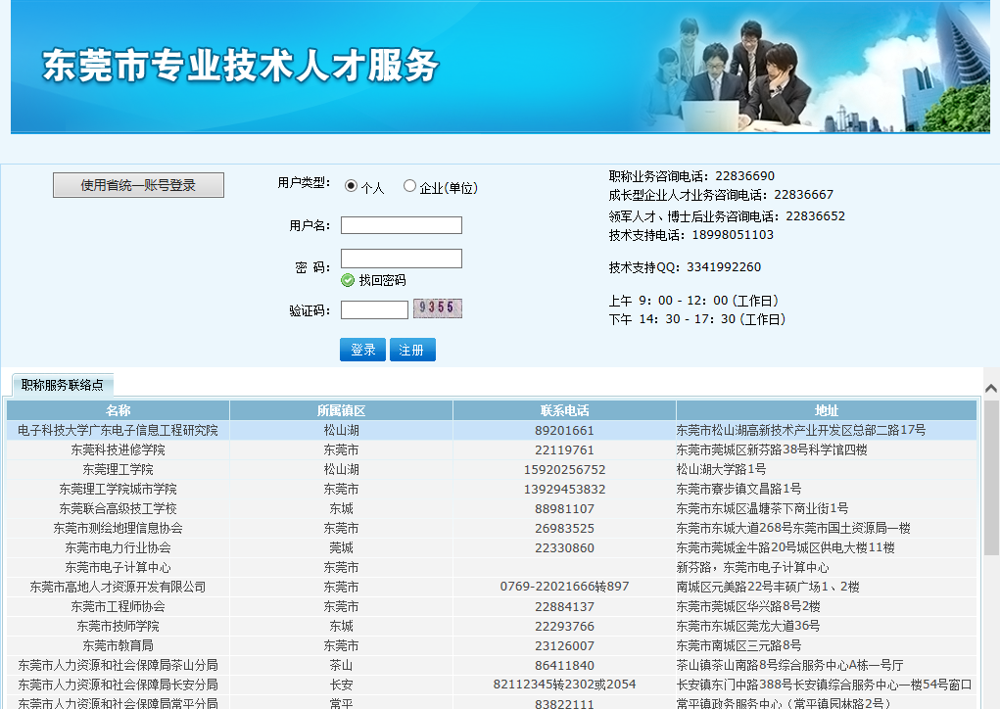 东莞市专业技术人才服务
使用省统一账号登录
用户类型：
个人
企业(单位)
用户名：
密 码：
找回密码
验证码：
9355
登录
注册
职称业务咨询电话：22836690
成长型企业人才业务咨询电话：22836667
领军人才、博士后业务咨询电话：22836652
技术支持电话：18998051103
技术支持QQ：3341992260
上午 9：00 - 12：00 (工作日)
下午 14：30 - 17：30 (工作日)
职称服务联络点
名称 所属镇区 联系电话 地址
电子科技大学广东电子信息工程研究院 松山湖 89201661 东莞市松山湖高新技术产业开发区总部二路17号
东莞科技进修学院 东莞市 22119761 东莞市莞城区新芬路38号科学馆四楼
东莞理工学院 松山湖 15920256752 松山湖大学路1号
东莞理工学院城市学院 东莞市 13929453832 东莞市寮步镇文昌路1号
东莞联合高级技工学校 东城 88981107 东莞市东城区温塘茶下商业街1号
东莞市测绘地理信息协会 东莞市 26983525 东莞市东城大道268号东莞市国土资源局一楼
东莞市电力行业协会 莞城 22330860 东莞市莞城金牛路20号城区供电大楼11楼
东莞市电子计算中心 东莞市 新芬路，东莞市电子计算中心
东莞市高地人才资源开发有限公司 东莞市 0769-22021666转897 南城区元美路22号丰硕广场1、2楼
东莞市工程师协会 东莞市 22884137 东莞市莞城区华兴路8号2楼
东莞市技师学院 东城 22293766 东莞市东城区莞龙大道36号
东莞市教育局 东莞市 23126007 东莞市南城区三元路8号
东莞市人力资源和社会保障局茶山分局 茶山 86411840 茶山镇茶山南路8号综合服务中心A栋一号厅
东莞市人力资源和社会保障局长安分局 长安 82112345转2302或2054 长安镇东门中路388号长安镇综合服务中心一楼54号窗口
东莞市人力资源和社会保障局常平分局 常平 83822111 常平镇政务服务中心（常平镇园林路2号）